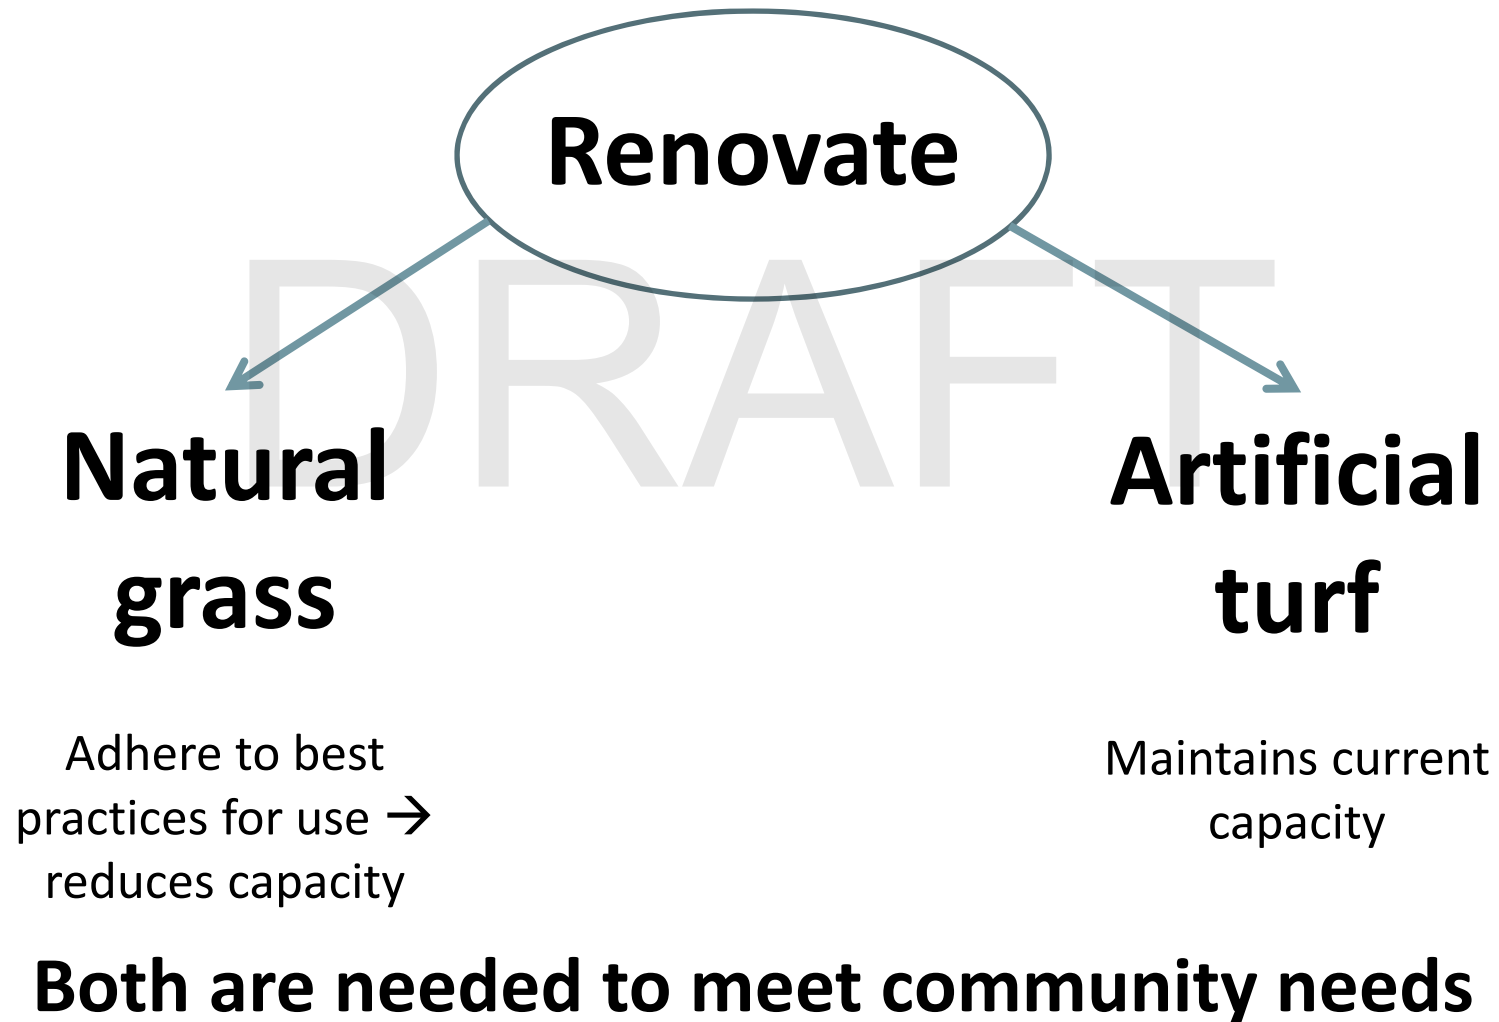 Renovate
DRAFT
Natural
grass
Artificial
turf
Adhere to best
practices for use →
reduces capacity
Maintains current
capacity
Both are needed to meet community needs